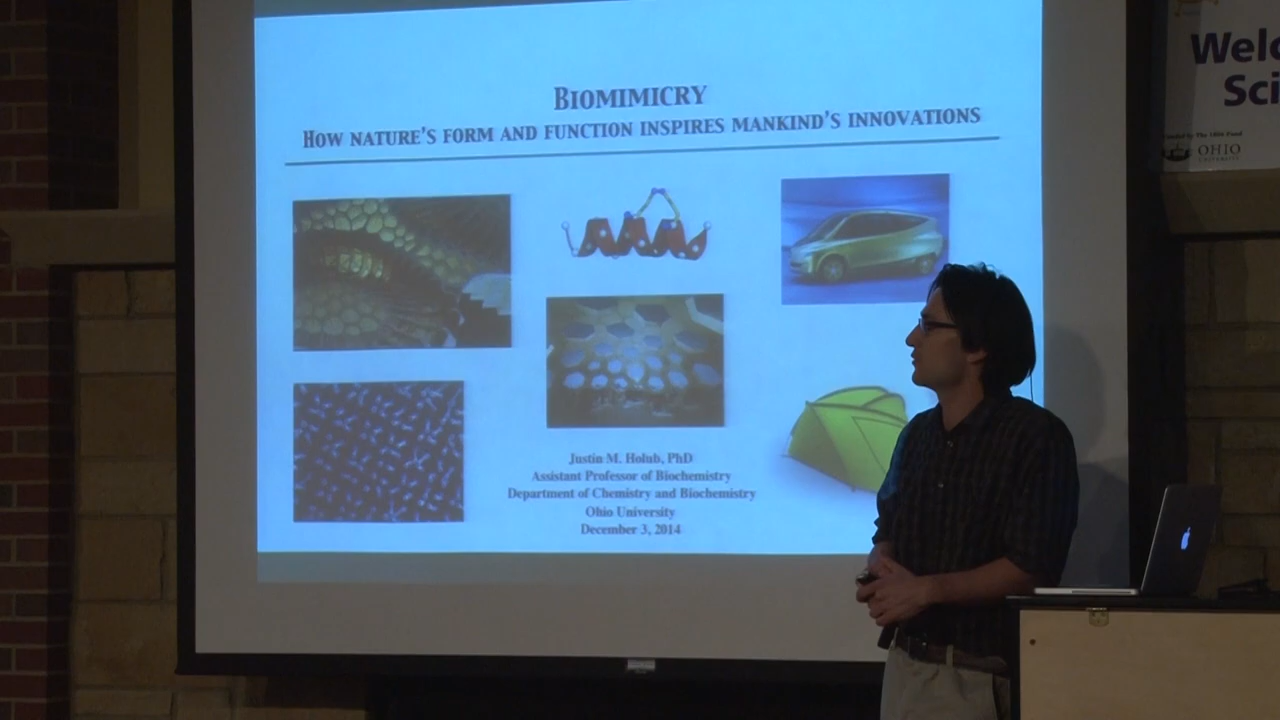 BIOMIMICRY
HOW NATURE'S FORM AND FUNCTION INSPIRES MANKIND'S INNOVATIONS
Justin M. Holub, PhD
Assistant Professor of Biochemistry
Department of Chemistry and Biochemistry
Ohio University
December 3, 2014
Welc
Sci
OHIO
UNIVERSITY